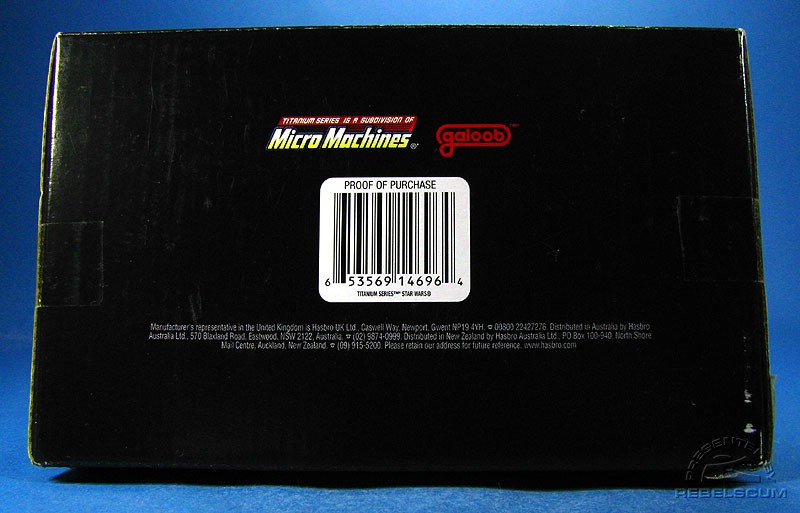 TITANIUM SERIES IS A SUBDIVISION OF
Micro Machines ®
galoob ™
PROOF OF PURCHASE
6 53569 14696 4
TITANIUM SERIES™ STAR WARS®
Manufacturer's representative in the United Kingdom is Hasbro UK Ltd., Caswell Way, Newport, Gwent NP19 4YH. ☎ 00800 22427276. Distributed in Australia by Hasbro
Australia Ltd., 570 Blaxland Road, Eastwood, NSW 2122, Australia. ☎ (02) 9874-0999. Distributed in New Zealand by Hasbro Australia Ltd., PO Box 100-940, North Shore
Mail Centre, Auckland, New Zealand. ☎ (09) 915-5200. Please retain our address for future reference. www.hasbro.com
PRESENTED BY
REBELSCUM